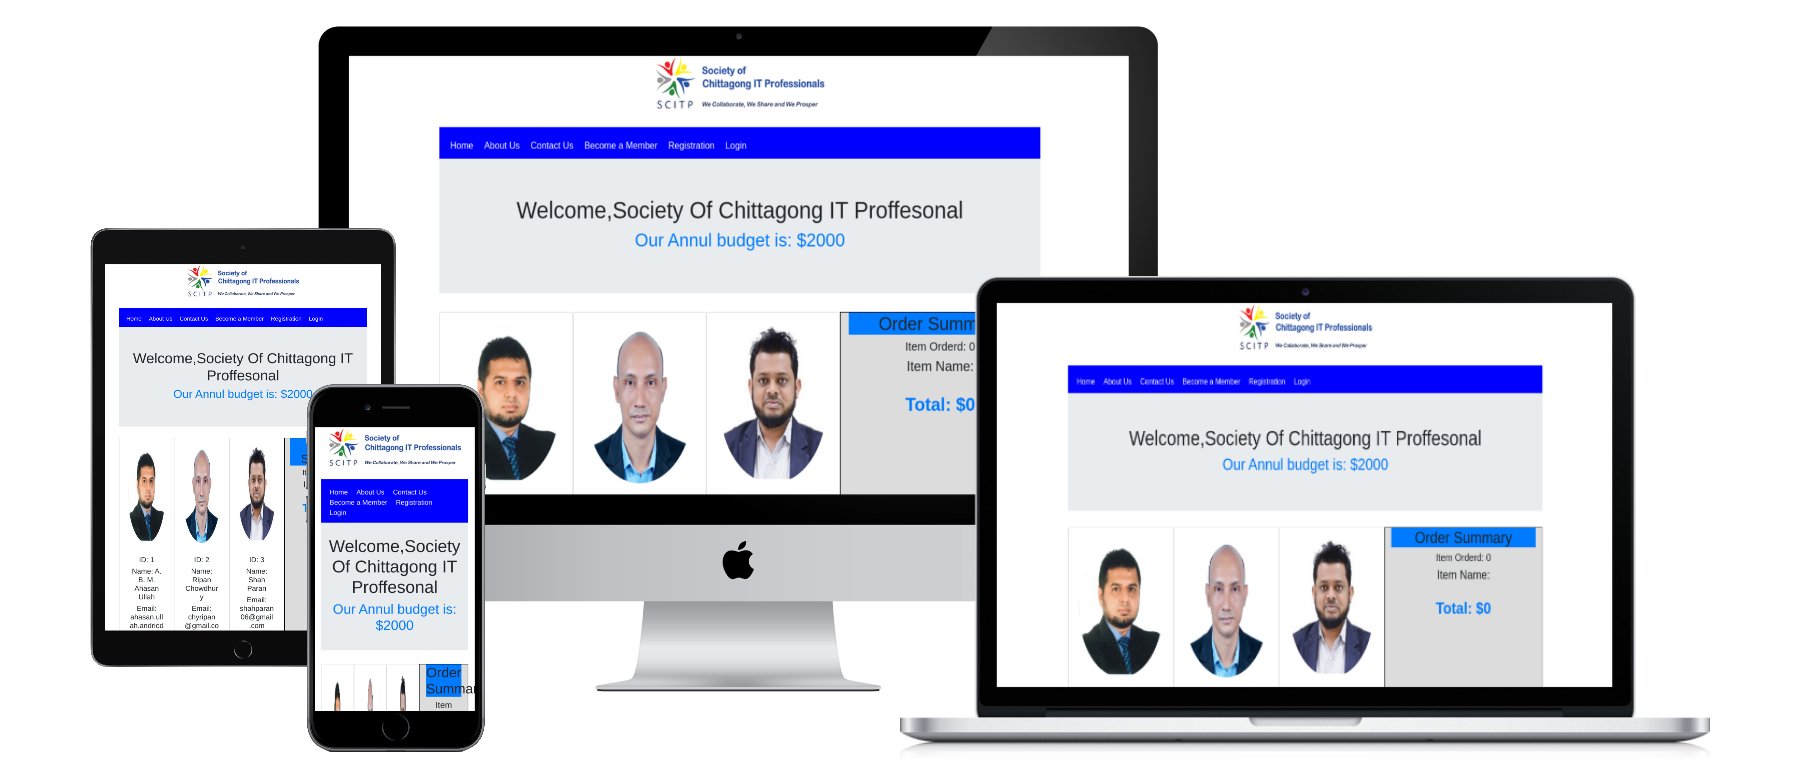 Society of
Chittagong IT Professionals
SCITP We Collaborate, We Share and We Prosper
Home About Us Contact Us Become a Member Registration Login
Welcome,Society Of Chittagong IT Proffesonal
Our Annul budget is: $2000
Order Summ
Item Orderd: 0
Item Name:
Total: $0
Society of
Chittagong IT Professionals
SCITP We Collaborate, We Share and We Prosper
Home About Us Contact Us Become a Member Registration Login
Welcome,Society Of Chittagong IT
Proffesonal
Our Annul budget is: $2000
ID: 1
Name: A.
B. M.
Ahasan
Ullah
Email:
ahasan.ull
ah.andriod
ID: 2
Name:
Ripan
Chowdhur
y
Email:
chyripan
@gmail.co
ID: 3
Name:
Shah
Paran
Email:
shahparan
06@gmail
.com
Society of
Chittagong IT Professionals
SCITP We Collaborate, We Share and We Prosper
Home About Us Contact Us
Become a Member Registration
Login
Welcome,Society
Of Chittagong IT
Proffesonal
Our Annul budget is:
$2000
Order
Summar
Item
Society of
Chittagong IT Professionals
SCITP We Collaborate, We Share and We Prosper
Home About Us Contact Us Become a Member Registration Login
Welcome,Society Of Chittagong IT Proffesonal
Our Annul budget is: $2000
Order Summary
Item Orderd: 0
Item Name:
Total: $0